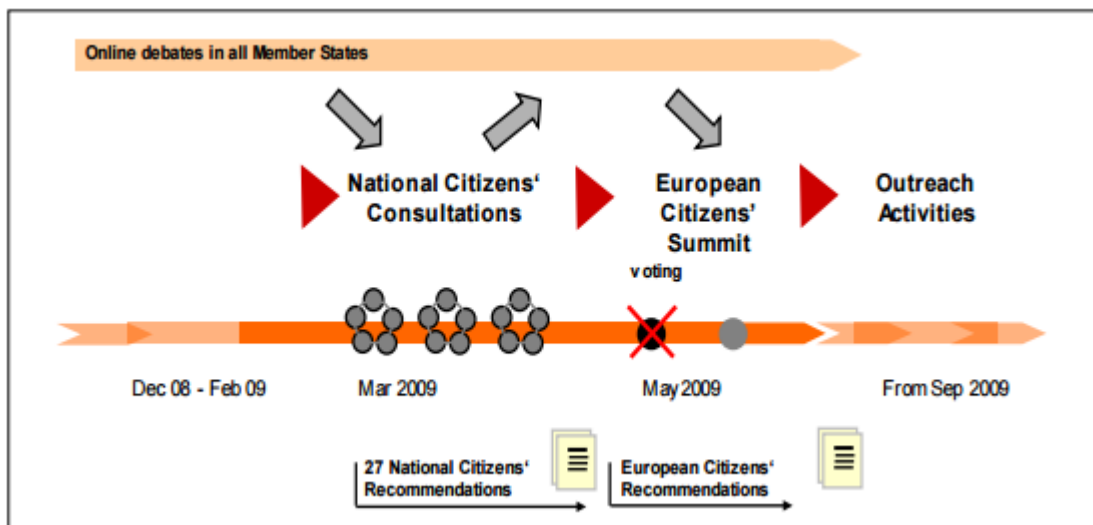 Online debates in all Member States
National Citizens‘
Consultations
European
Citizens’
Summit
Outreach
Activities
voting
Dec 08 - Feb 09
Mar 2009
May 2009
From Sep 2009
27 National Citizens‘
Recommendations
European Citizens‘
Recommendations